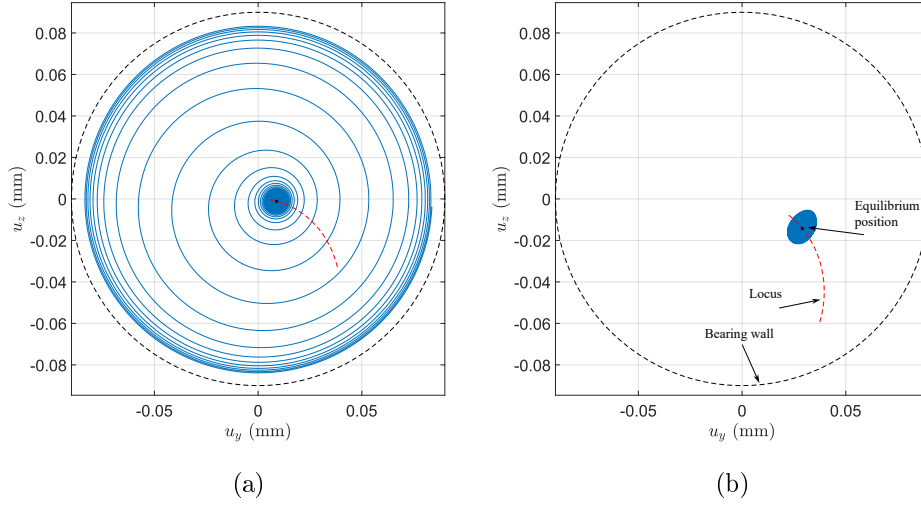 0.08
0.06
0.04
0.02
0
-0.02
-0.04
-0.06
-0.08
-0.05
0
0.05
u_z (mm)
u_y (mm)
(a)
0.08
0.06
0.04
0.02
0
-0.02
-0.04
-0.06
-0.08
-0.05
0
0.05
u_z (mm)
u_y (mm)
Equilibrium
position
Locus
Bearing wall
(b)